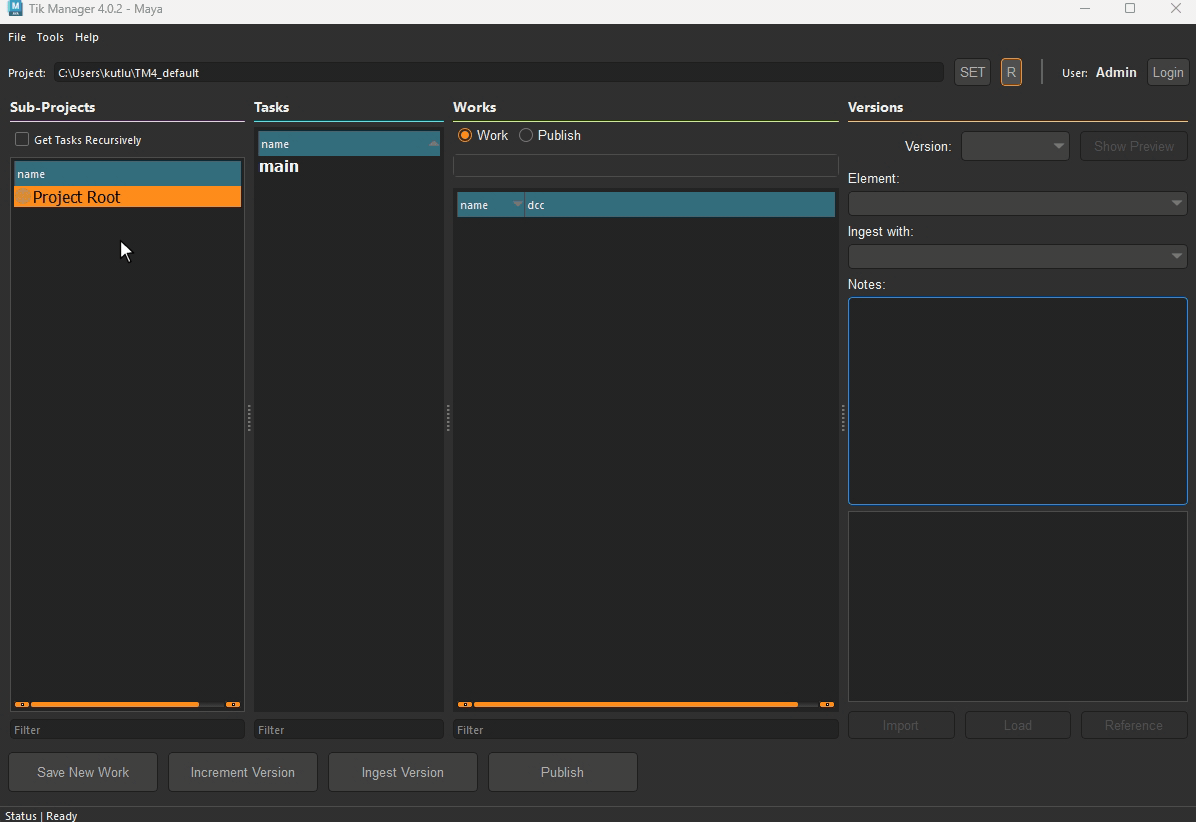 Tik Manager 4.0.2 - Maya
File Tools Help
Project: C:\Users\kutlu\TM4_default SET R User: Admin Login
Sub-Projects
Get Tasks Recursively
name
Project Root
Filter
Tasks
name
main
Filter
Works
Work Publish
name dcc
Filter
Versions
Version: Show Preview
Element:
Ingest with:
Notes:
Import Load Reference
Save New Work Increment Version Ingest Version Publish
Status | Ready